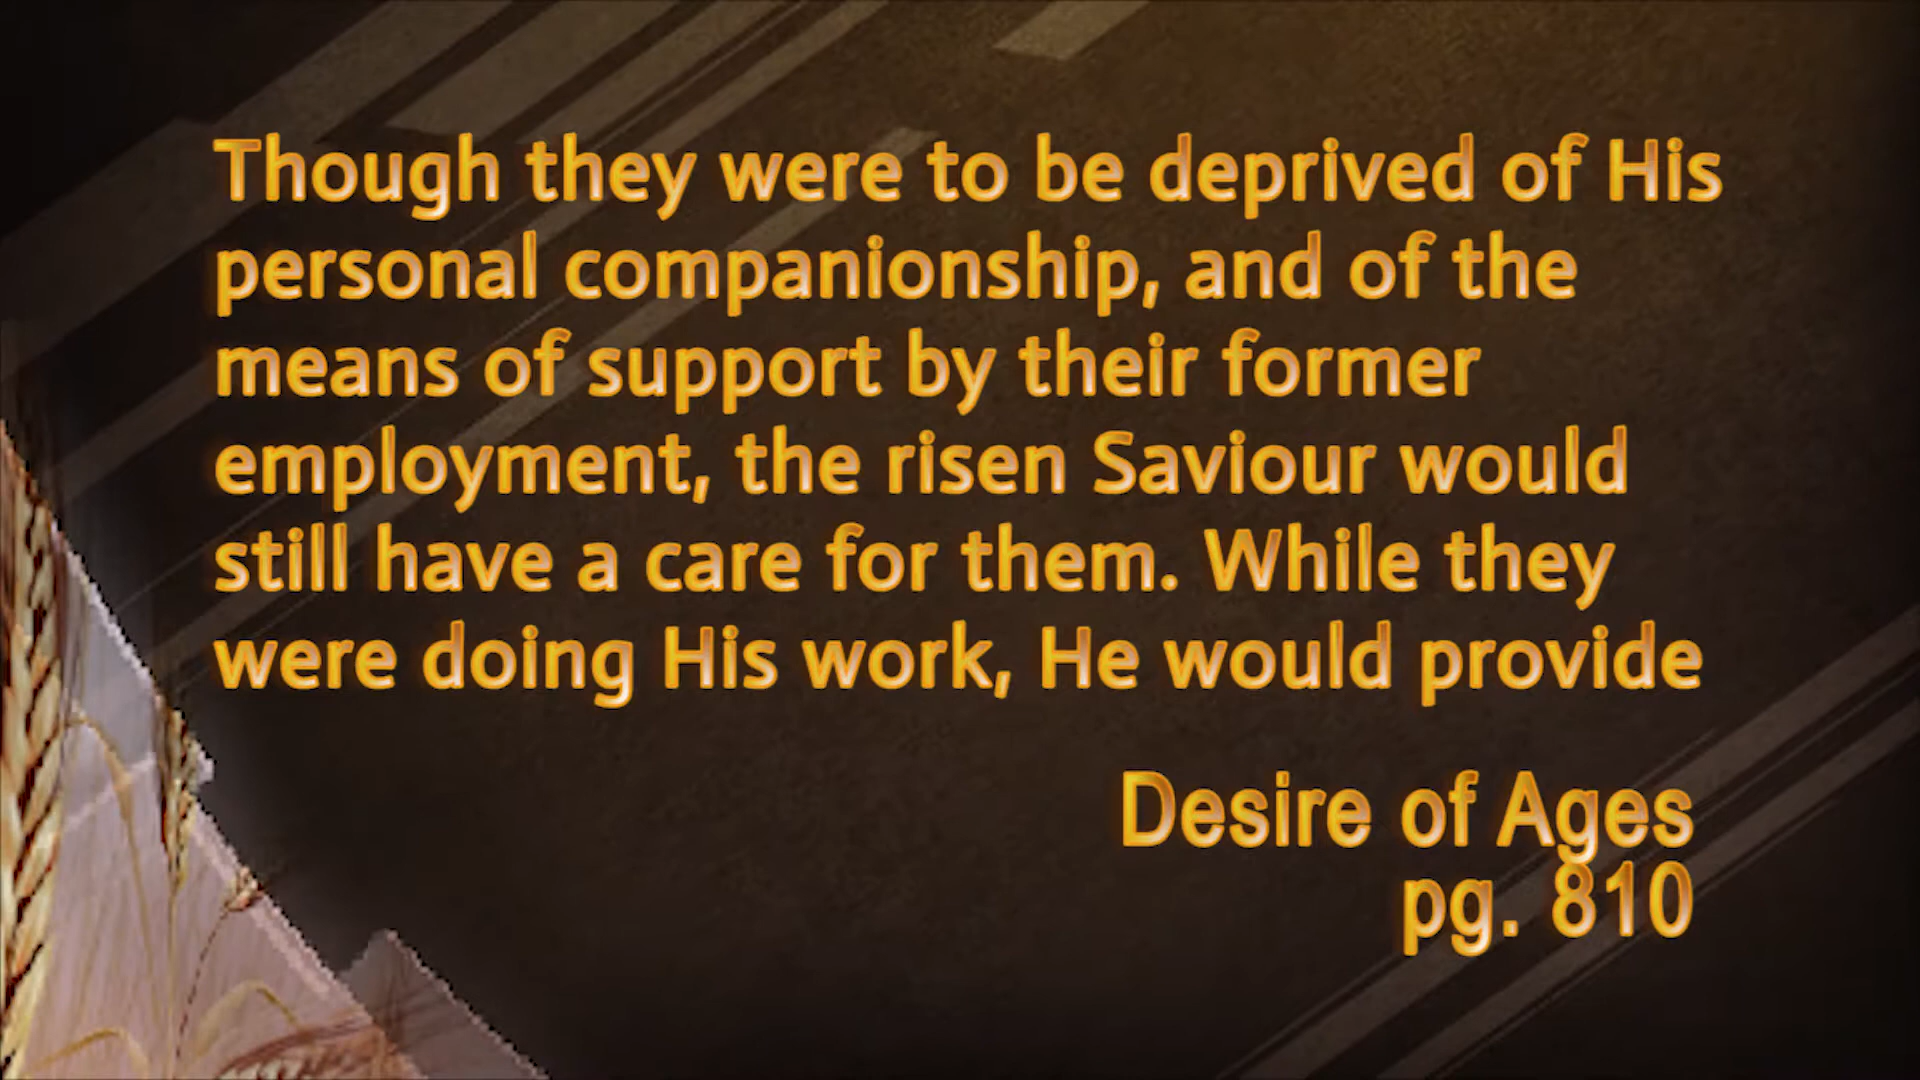 Though they were to be deprived of His
personal companionship, and of the
means of support by their former
employment, the risen Saviour would
still have a care for them. While they
were doing His work, He would provide
Desire of Ages
pg. 810